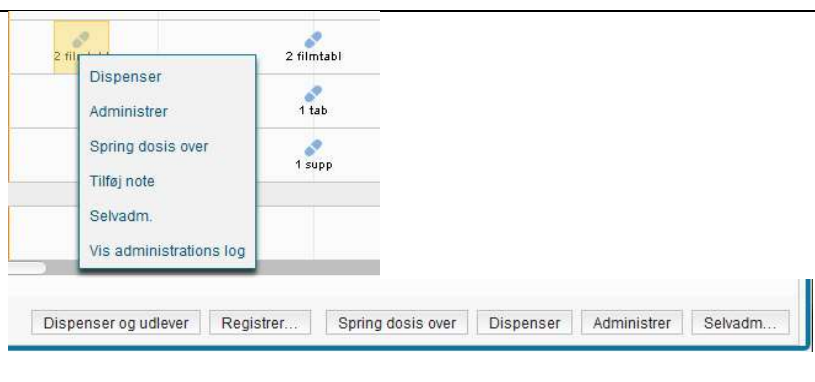 2 filmtabl
Dispenser
Administrer
1 tab
Spring dosis over
1 supp
Tilføj note
Selvadm.
Vis administrations log
Dispenser og udlever Registrer... Spring dosis over Dispenser Administrer Selvadm...